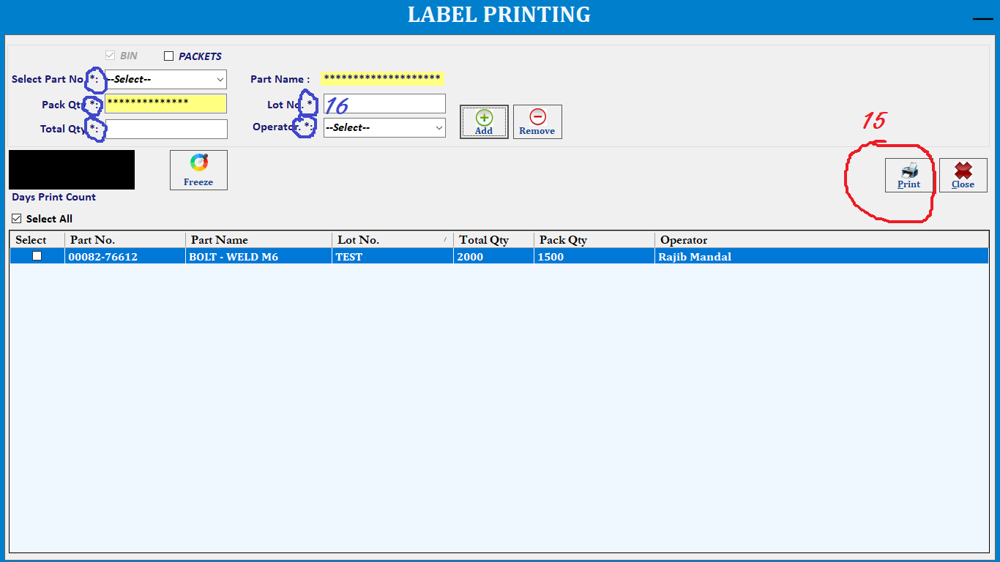 LABEL PRINTING
BIN PACKETS
Select Part No. *: --Select-- Part Name : ********************
Pack Qty *: ************** Lot No. * 16
Total Qty *: Operator. *: --Select--
Add Remove
15
Freeze Print Close
Days Print Count
Select All
Select Part No. Part Name Lot No. Total Qty Pack Qty Operator
00082-76612 BOLT - WELD M6 TEST 2000 1500 Rajib Mandal